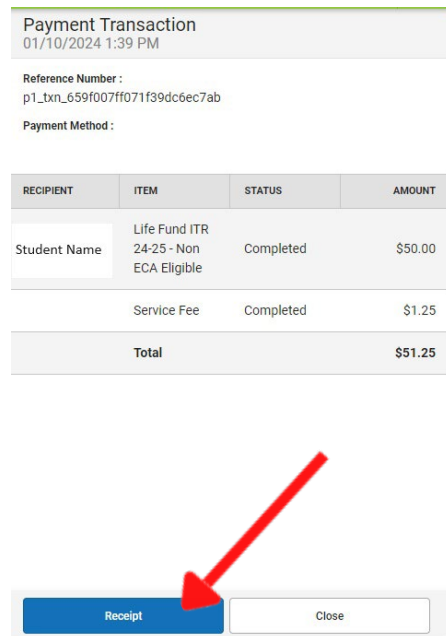 Payment Transaction
01/10/2024 1:39 PM
Reference Number :
p1_txn_659f007ff071f39dc6ec7ab
Payment Method :
RECIPIENT ITEM STATUS AMOUNT
Life Fund ITR
Student Name 24-25 - Non Completed $50.00
ECA Eligible
Service Fee Completed $1.25
Total $51.25
Receipt Close